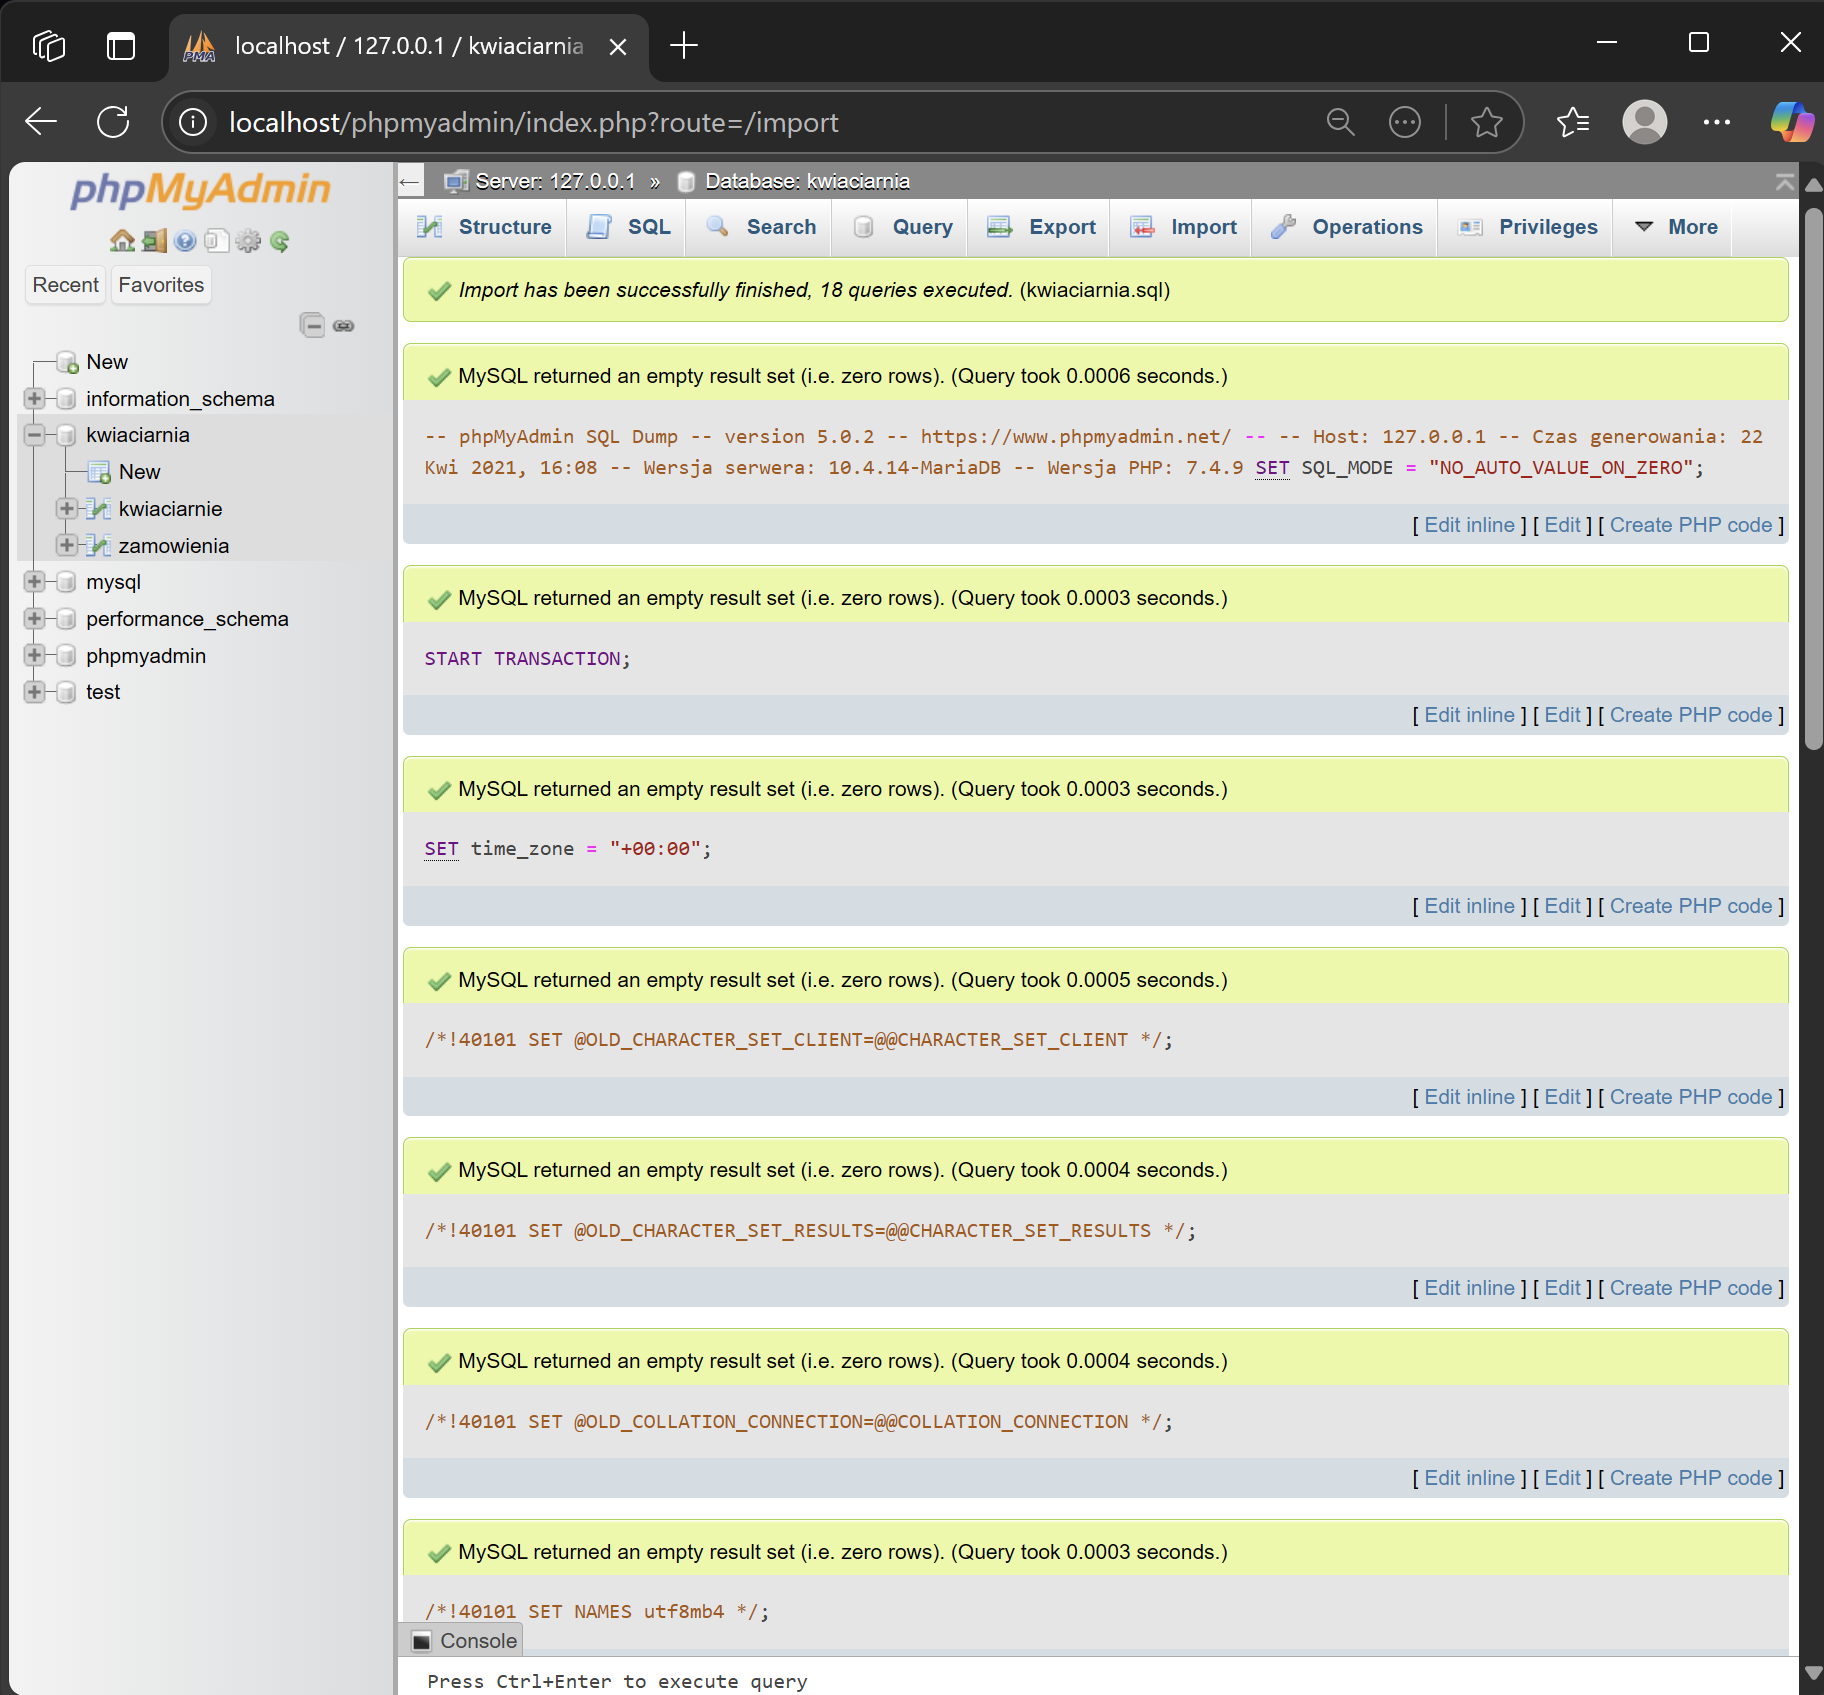 PMA
localhost / 127.0.0.1 / kwiaciarnia
localhost/phpmyadmin/index.php?route=/import
phpMyAdmin
Recent
Favorites
New
information_schema
kwiaciarnia
New
kwiaciarnie
zamowienia
mysql
performance_schema
phpmyadmin
test
Server: 127.0.0.1 » Database: kwiaciarnia
Structure
SQL
Search
Query
Export
Import
Operations
Privileges
More
Import has been successfully finished, 18 queries executed. (kwiaciarnia.sql)
MySQL returned an empty result set (i.e. zero rows). (Query took 0.0006 seconds.)
-- phpMyAdmin SQL Dump -- version 5.0.2 -- https://www.phpmyadmin.net/ -- -- Host: 127.0.0.1 -- Czas generowania: 22
Kwi 2021, 16:08 -- Wersja serwera: 10.4.14-MariaDB -- Wersja PHP: 7.4.9 SET SQL_MODE = "NO_AUTO_VALUE_ON_ZERO";
[ Edit inline ] [ Edit ] [ Create PHP code ]
MySQL returned an empty result set (i.e. zero rows). (Query took 0.0003 seconds.)
START TRANSACTION;
[ Edit inline ] [ Edit ] [ Create PHP code ]
MySQL returned an empty result set (i.e. zero rows). (Query took 0.0003 seconds.)
SET time_zone = "+00:00";
[ Edit inline ] [ Edit ] [ Create PHP code ]
MySQL returned an empty result set (i.e. zero rows). (Query took 0.0005 seconds.)
/*!40101 SET @OLD_CHARACTER_SET_CLIENT=@@CHARACTER_SET_CLIENT */;
[ Edit inline ] [ Edit ] [ Create PHP code ]
MySQL returned an empty result set (i.e. zero rows). (Query took 0.0004 seconds.)
/*!40101 SET @OLD_CHARACTER_SET_RESULTS=@@CHARACTER_SET_RESULTS */;
[ Edit inline ] [ Edit ] [ Create PHP code ]
MySQL returned an empty result set (i.e. zero rows). (Query took 0.0004 seconds.)
/*!40101 SET @OLD_COLLATION_CONNECTION=@@COLLATION_CONNECTION */;
[ Edit inline ] [ Edit ] [ Create PHP code ]
MySQL returned an empty result set (i.e. zero rows). (Query took 0.0003 seconds.)
/*!40101 SET NAMES utf8mb4 */;
Console
Press Ctrl+Enter to execute query